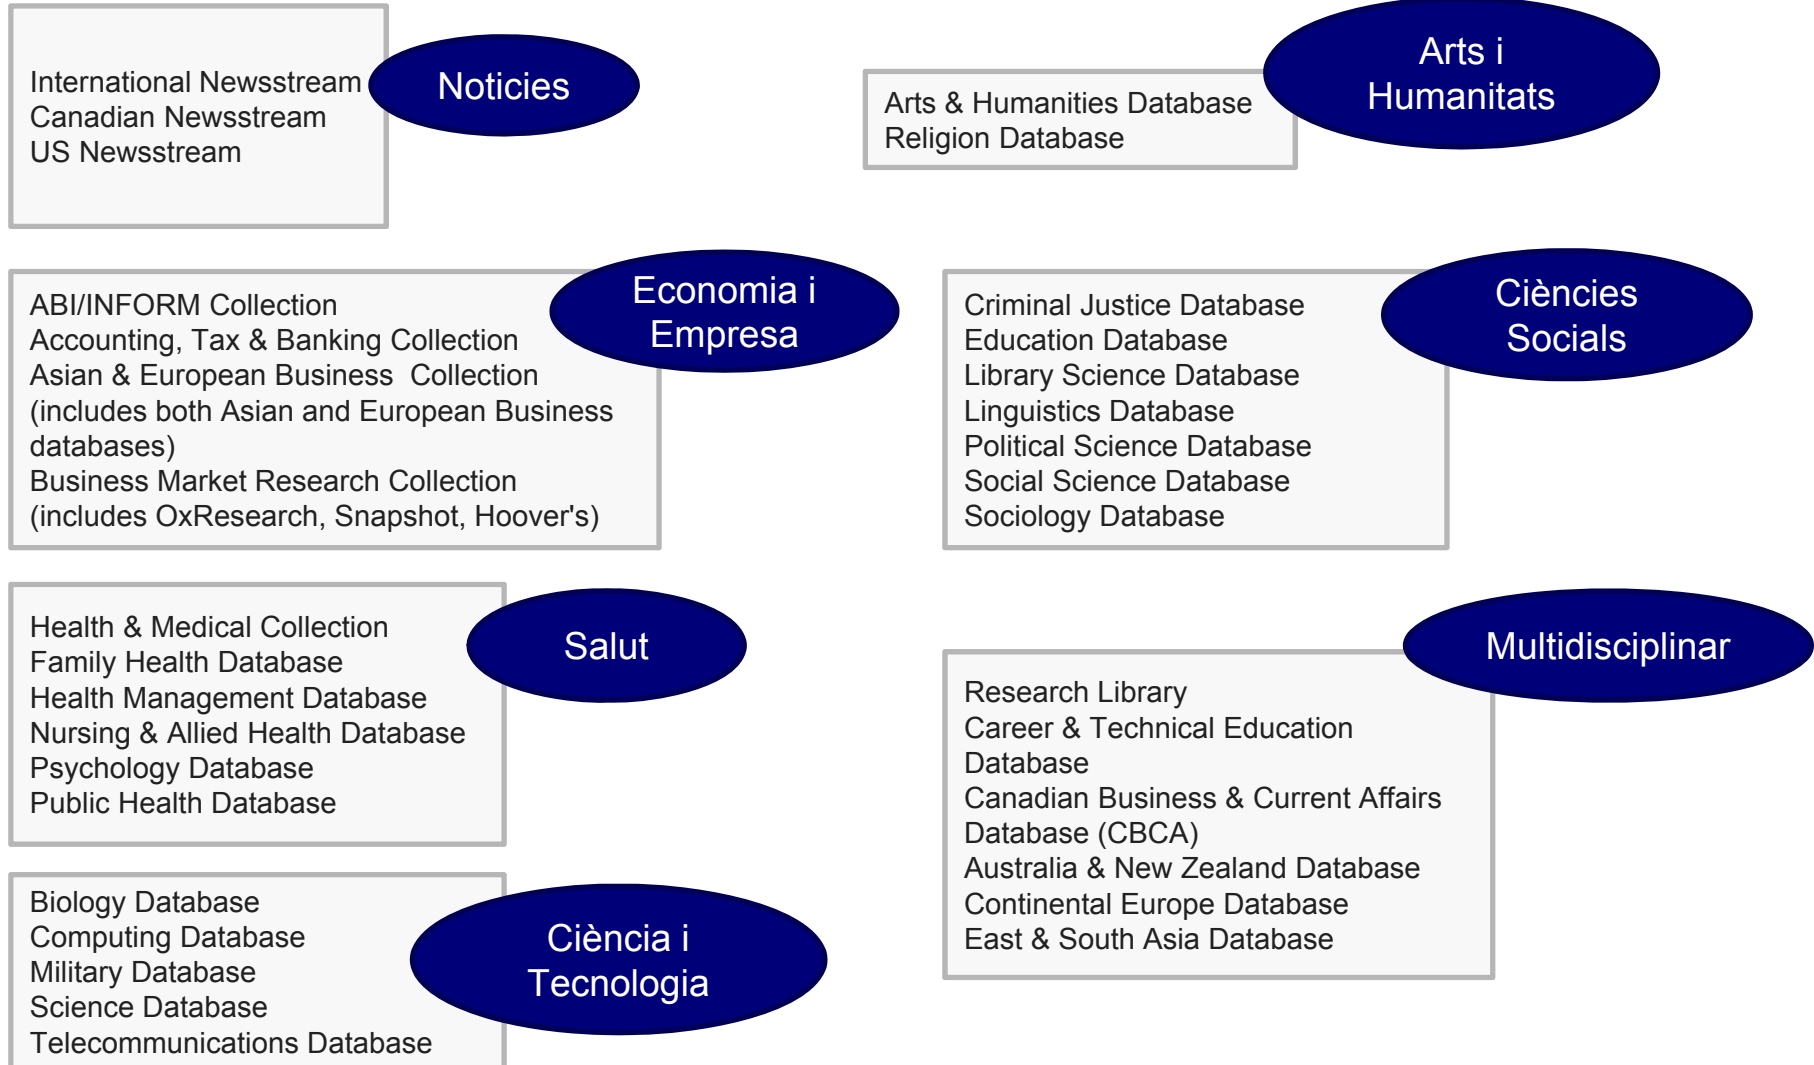 International Newsstream
Canadian Newsstream
US Newsstream
Noticies
Arts & Humanities Database
Religion Database
Arts i
Humanitats
ABI/INFORM Collection
Accounting, Tax & Banking Collection
Asian & European Business  Collection
(includes both Asian and European Business
databases)
Business Market Research Collection
(includes OxResearch, Snapshot, Hoover's)
Economia i
Empresa
Criminal Justice Database
Education Database
Library Science Database
Linguistics Database
Political Science Database
Social Science Database
Sociology Database
Ciències
Socials
Health & Medical Collection
Family Health Database
Health Management Database
Nursing & Allied Health Database
Psychology Database
Public Health Database
Salut
Research Library
Career & Technical Education
Database
Canadian Business & Current Affairs
Database (CBCA)
Australia & New Zealand Database
Continental Europe Database
East & South Asia Database
Multidisciplinar
Biology Database
Computing Database
Military Database
Science Database
Telecommunications Database
Ciència i
Tecnologia